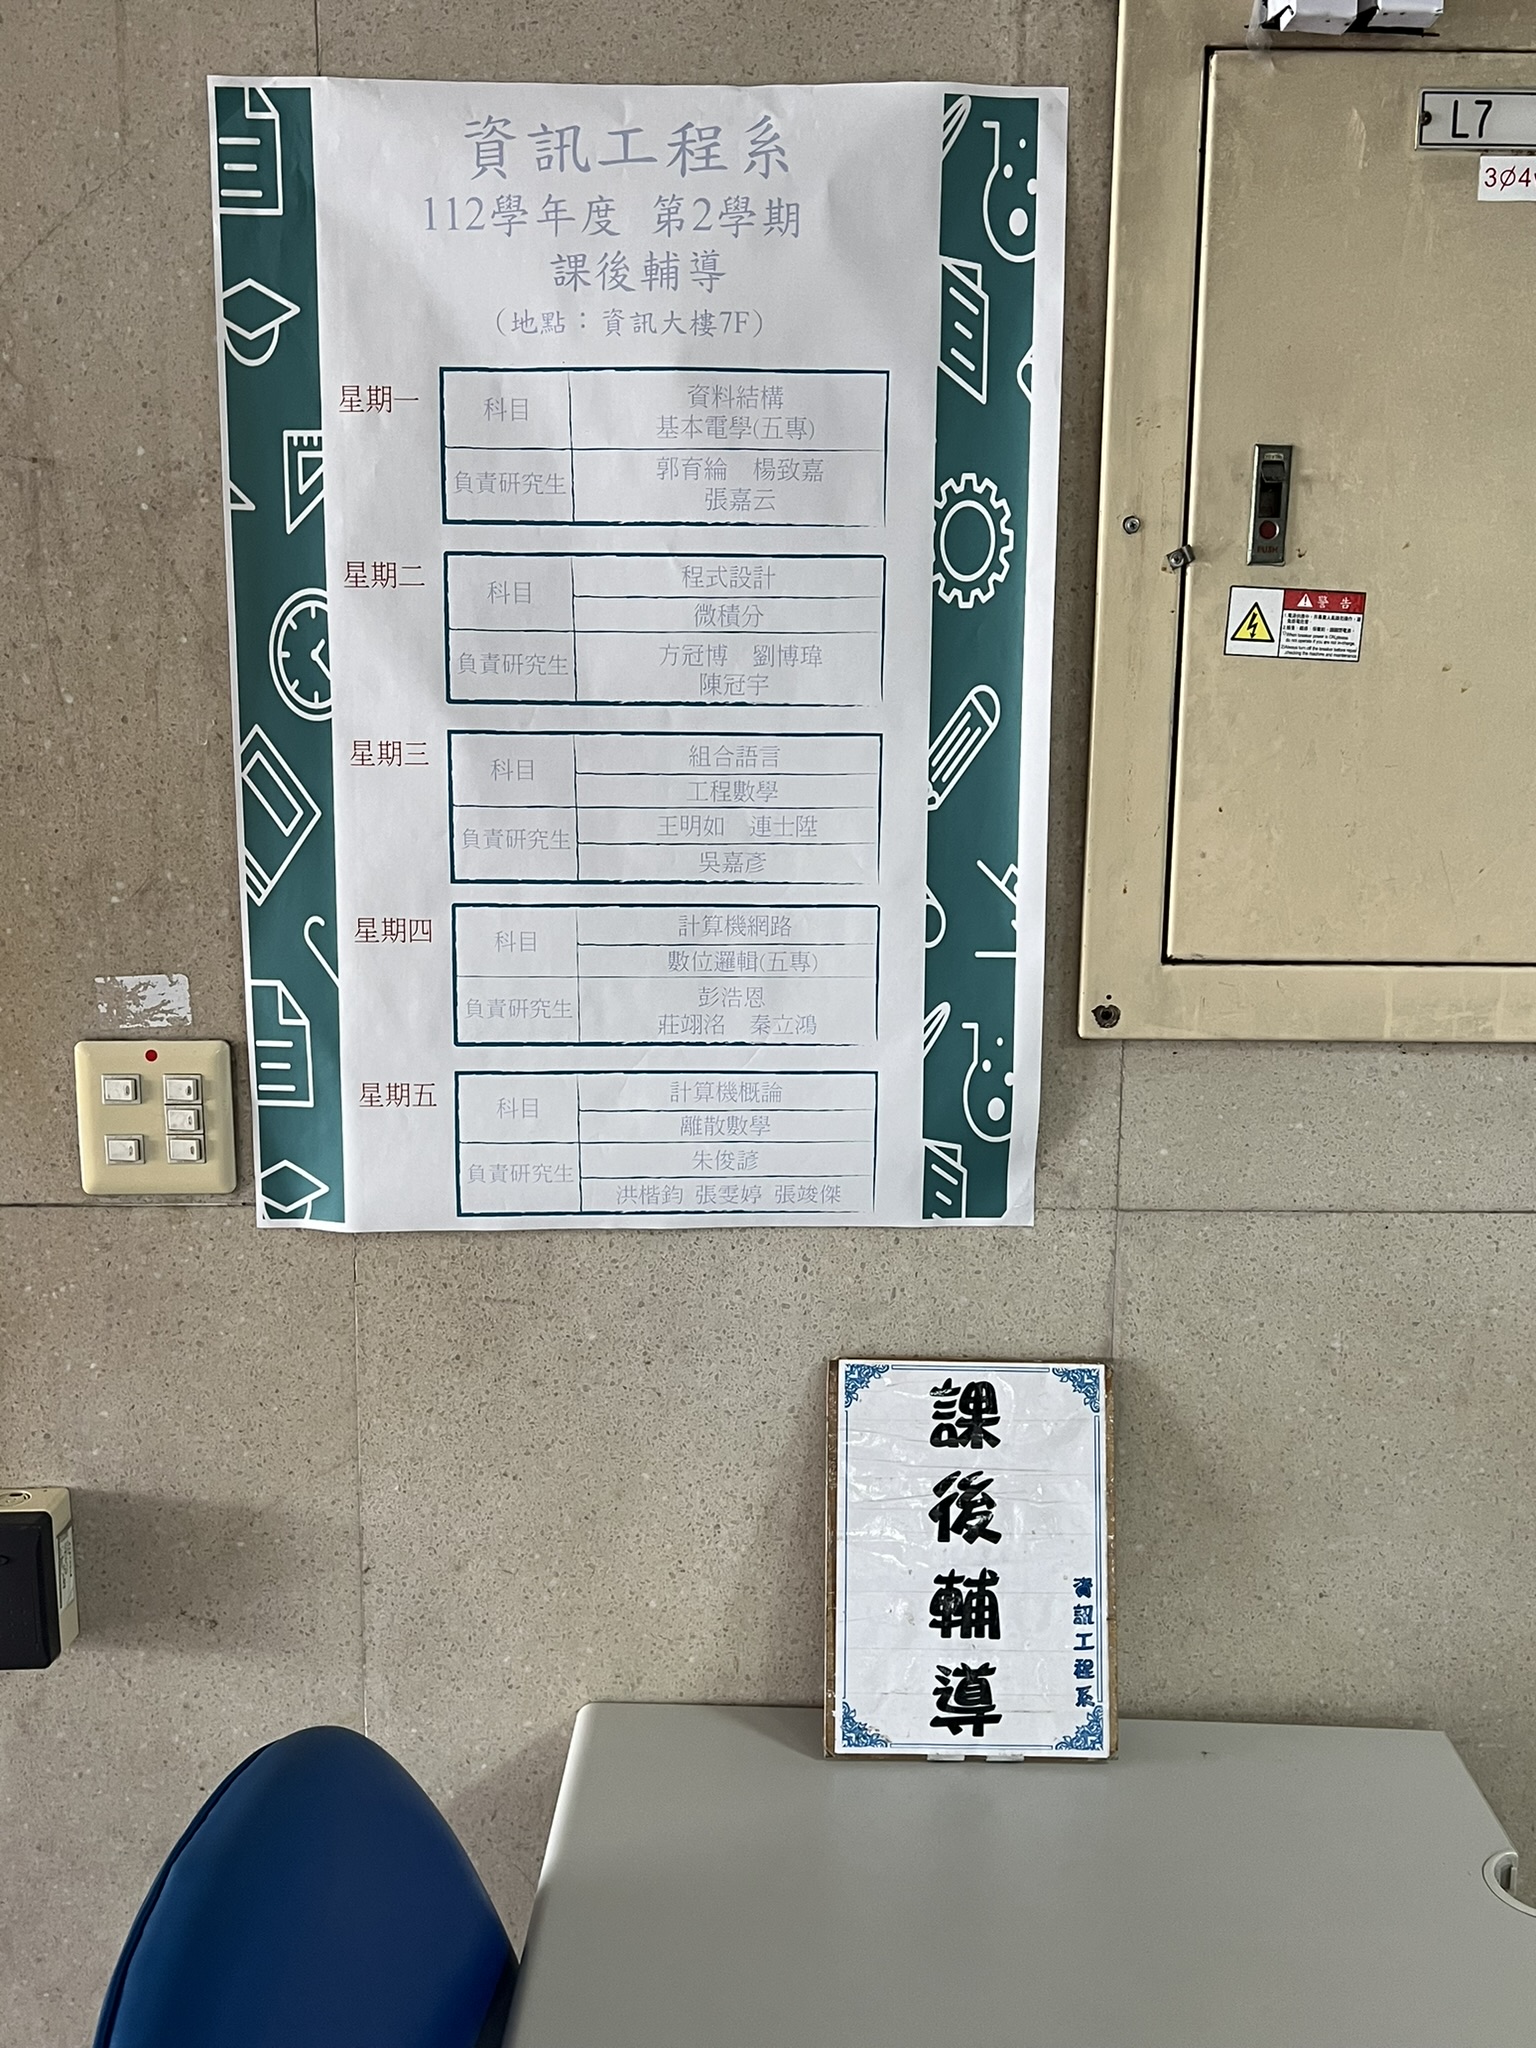 資訊工程系
112學年度 第2學期
課後輔導
(地點：資訊大樓7F)
星期一
科目
資料結構
基本電學(五專)
負責研究生
郭育綸 楊致嘉
張嘉云
星期二
科目
程式設計
微積分
負責研究生
方冠博 劉博瑋
陳冠宇
星期三
科目
組合語言
工程數學
負責研究生
王明如 連士陞
吳嘉彥
星期四
科目
計算機網路
數位邏輯(五專)
負責研究生
彭浩恩
莊翊洺 秦立鴻
星期五
科目
計算機概論
離散數學
負責研究生
朱俊諺
洪楷鈞 張雯婷 張竣傑
L7
3Ø4
PUSH
警告
課後輔導
資訊工程系